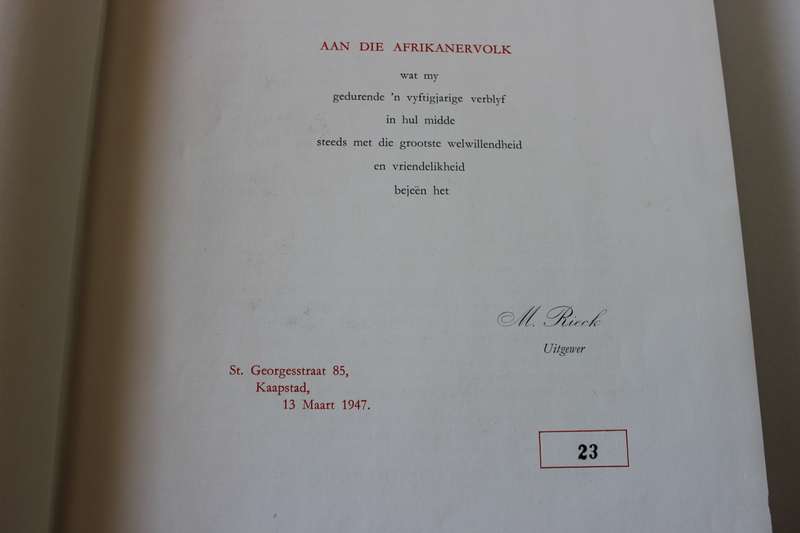 AAN DIE AFRIKANERVOLK
wat my
gedurende 'n vyftigjarige verblyf
in hul midde
steeds met die grootste welwillendheid
en vriendelikheid
bejeën het
M. Rieck
Uitgewer
St. Georgesstraat 85,
Kaapstad,
13 Maart 1947.
23